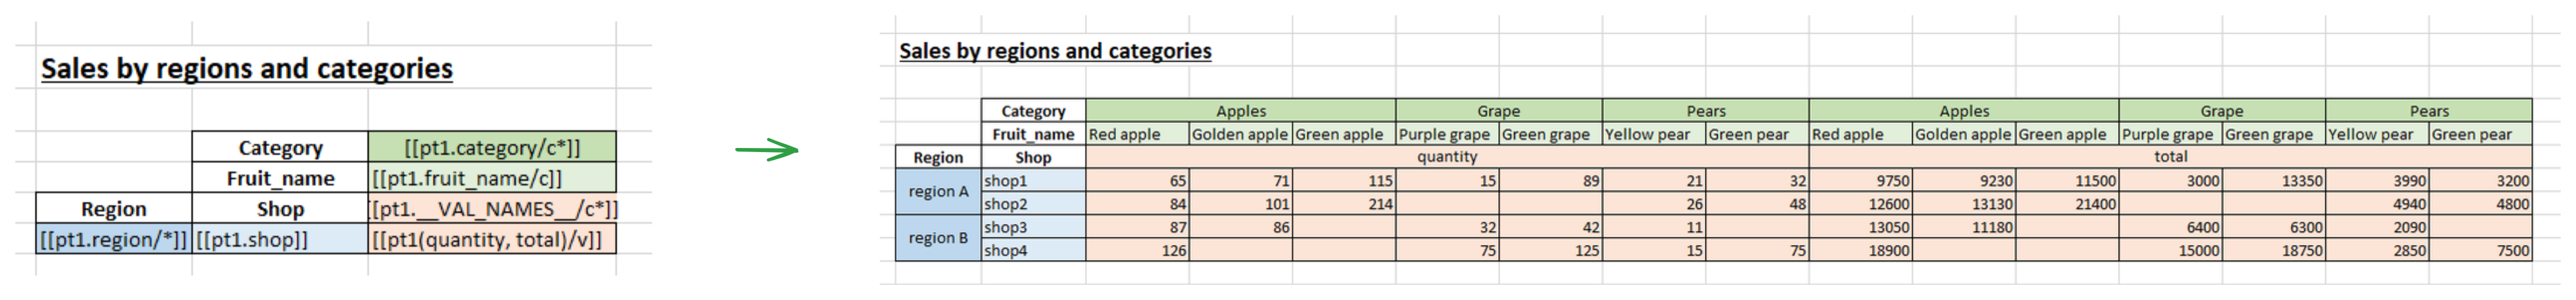 Sales by regions and categories
Category [[pt1.category/c*]]
Fruit_name [[pt1.fruit_name/c]]
Region Shop [[pt1.__VAL_NAMES__/c*]]
[[pt1.region/*]] [[pt1.shop]] [[pt1(quantity, total)/v]]
Sales by regions and categories
Category Apples Grape Pears Apples Grape Pears
Fruit_name Red apple Golden apple Green apple Purple grape Green grape Yellow pear Green pear Red apple Golden apple Green apple Purple grape Green grape Yellow pear Green pear
Region Shop quantity total
region A shop1 65 71 115 15 89 21 32 9750 9230 11500 3000 13350 3990 3200
shop2 84 101 214 26 48 12600 13130 21400 4940 4800
region B shop3 87 86 32 42 11 13050 11180 6400 6300 2090
shop4 126 75 125 15 75 18900 15000 18750 2850 7500